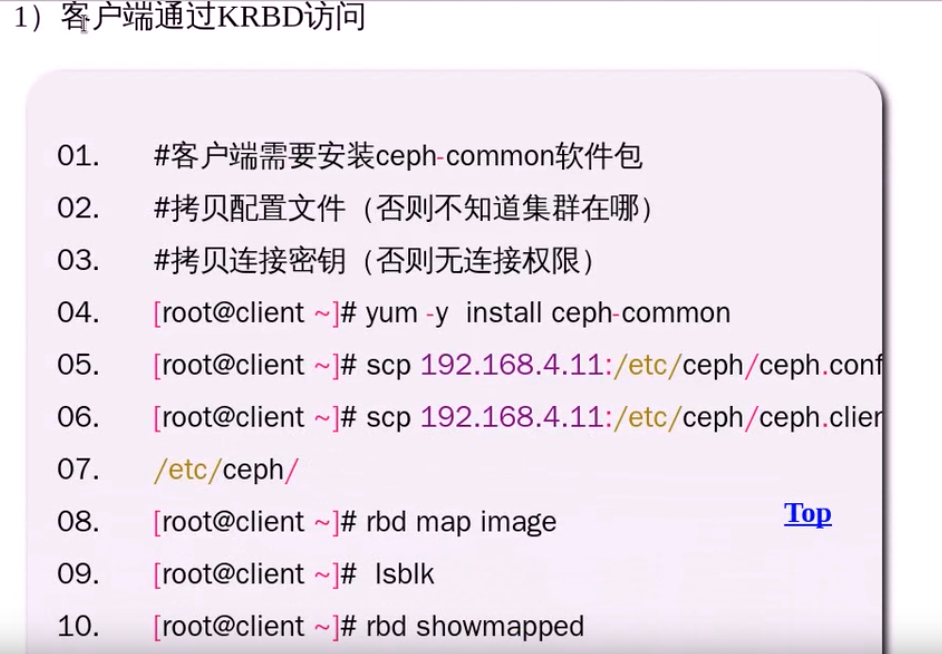 1）客户端通过KRBD访问
01. #客户端需要安装ceph-common软件包
02. #拷贝配置文件（否则不知道集群在哪）
03. #拷贝连接密钥（否则无连接权限）
04. [root@client ~]# yum -y  install ceph-common
05. [root@client ~]# scp 192.168.4.11:/etc/ceph/ceph.conf
06. [root@client ~]# scp 192.168.4.11:/etc/ceph/ceph.clien
07. /etc/ceph/
08. [root@client ~]# rbd map image
Top
09. [root@client ~]#  lsblk
10. [root@client ~]# rbd showmapped